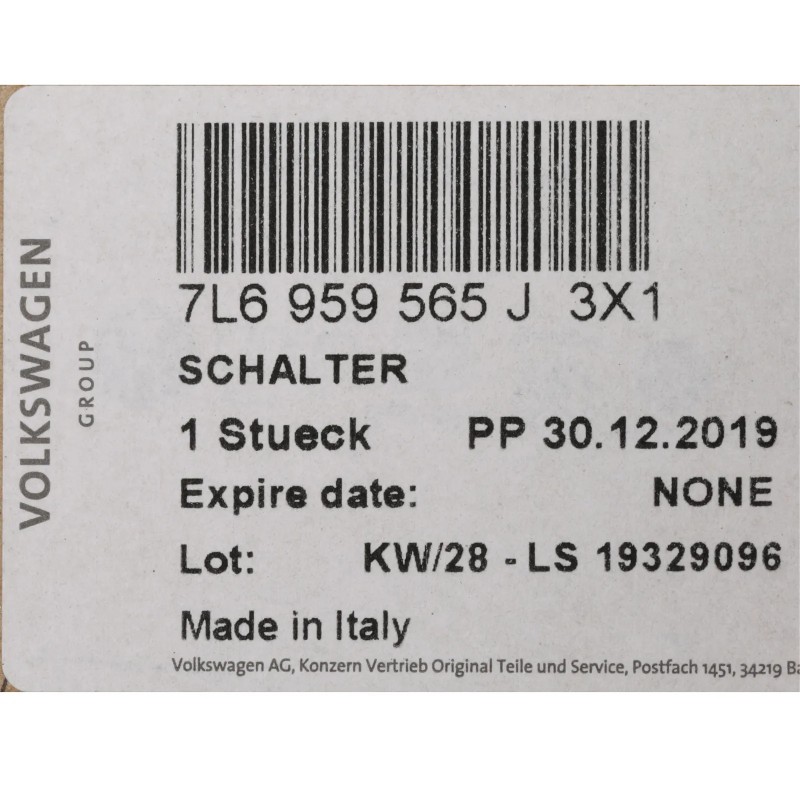 VOLKSWAGEN
GROUP
7L6 959 565 J 3X1
SCHALTER
1 Stueck PP 30.12.2019
Expire date: NONE
Lot: KW/28 - LS 19329096
Made in Italy
Volkswagen AG, Konzern Vertrieb Original Teile und Service, Postfach 1451, 34219